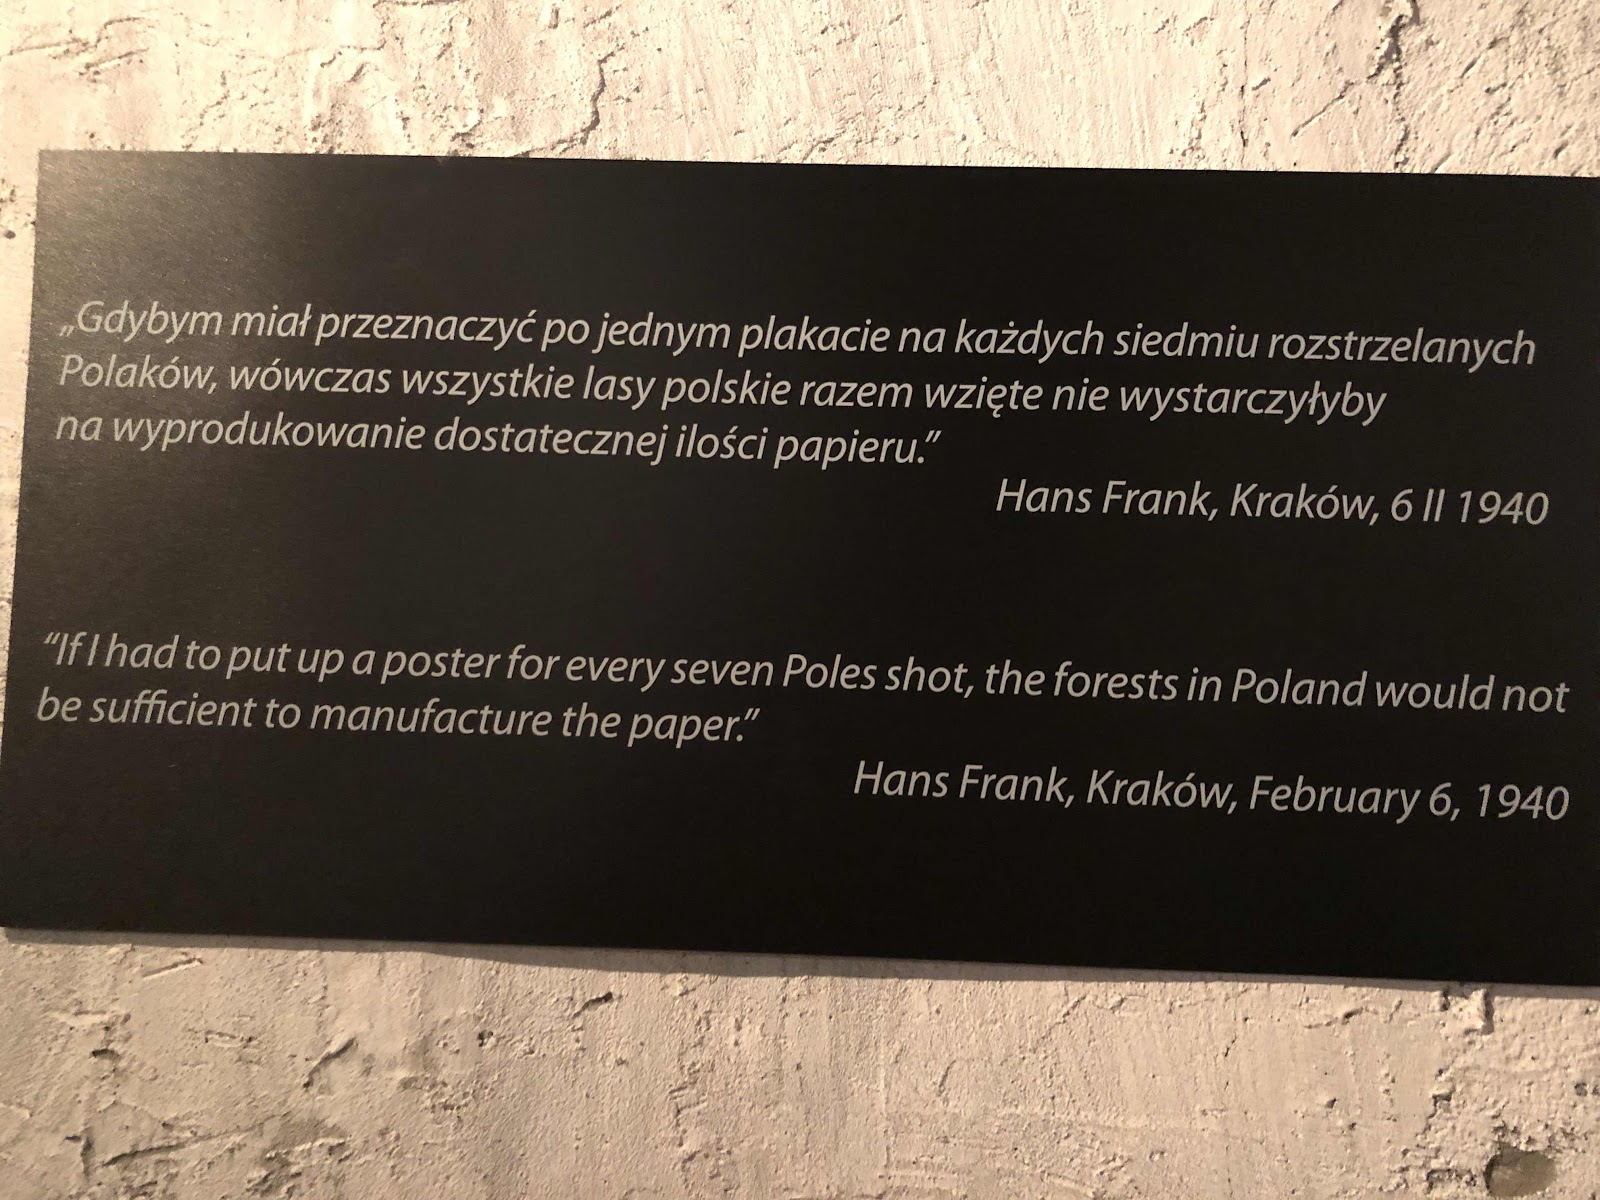 „Gdybym miał przeznaczyć po jednym plakacie na każdych siedmiu rozstrzelanych
Polaków, wówczas wszystkie lasy polskie razem wzięte nie wystarczyłyby
na wyprodukowanie dostatecznej ilości papieru.”
Hans Frank, Kraków, 6 II 1940
“If I had to put up a poster for every seven Poles shot, the forests in Poland would not
be sufficient to manufacture the paper.”
Hans Frank, Kraków, February 6, 1940